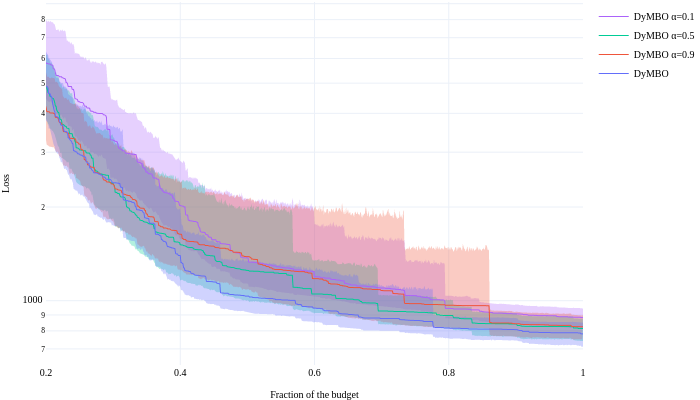 8
7
6
5
4
3
2
1000
9
8
7
0.2
0.4
0.6
0.8
1
Loss
Fraction of the budget
DyMBO α=0.1
DyMBO α=0.5
DyMBO α=0.9
DyMBO